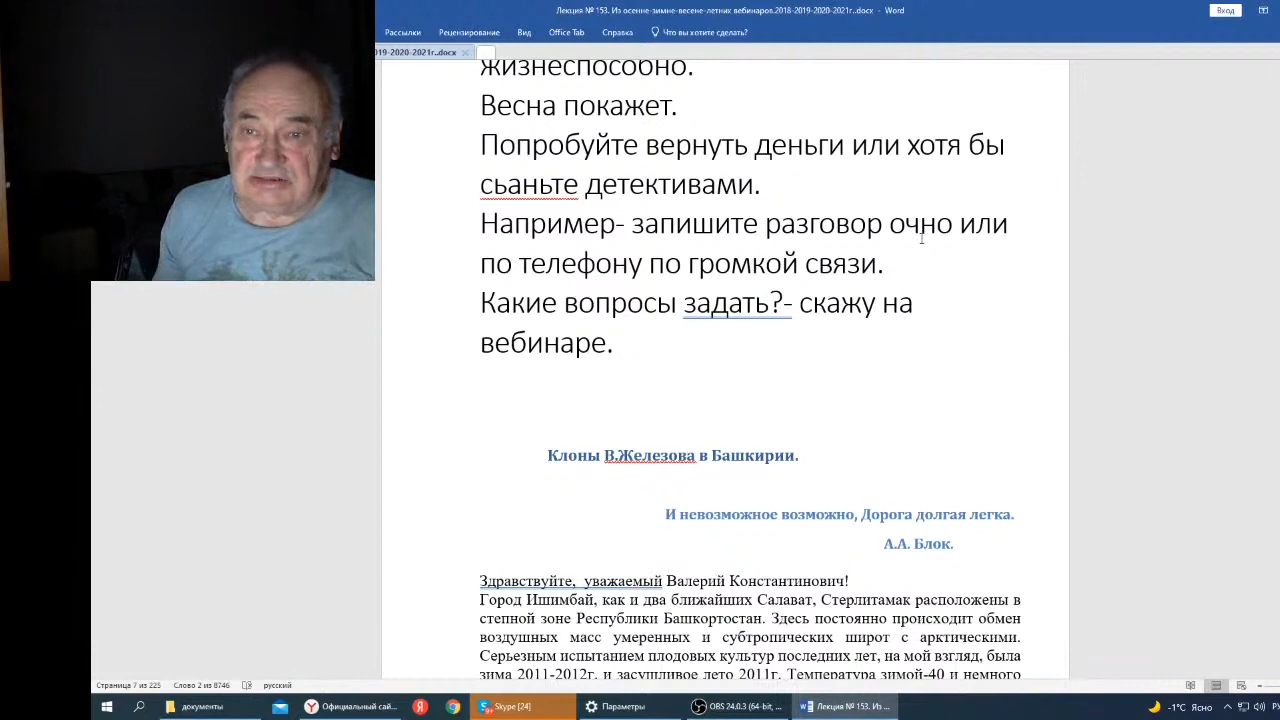 Лекция № 153. Из осенне-зимне-весене-летних вебинаров.2018-2019-2020-2021г..docx - Word
Вход
Рассылки Рецензирование Вид Office Tab Справка Что вы хотите сделать?
019-2020-2021г..docx
жизнеспособно.
Весна покажет.
Попробуйте вернуть деньги или хотя бы
сьаньте детективами.
Например- запишите разговор очно или
по телефону по громкой связи.
Какие вопросы задать?- скажу на
вебинаре.
Клоны В.Железова в Башкирии.
И невозможное возможно, Дорога долгая легка.
А.А. Блок.
Здравствуйте, уважаемый Валерий Константинович!
Город Ишимбай, как и два ближайших Салават, Стерлитамак расположены в
степной зоне Республики Башкортостан. Здесь постоянно происходит обмен
воздушных масс умеренных и субтропических широт с арктическими.
Серьезным испытанием плодовых культур последних лет, на мой взгляд, была
зима 2011-2012г. и засушливое лето 2011г. Температура зимой-40 и немного
Страница 7 из 225 Слово 2 из 8746 русский
документы Официальный сай... Skype [24] Параметры OBS 24.0.3 (64-bit, ... Лекция № 153. Из ... -1°C Ясно